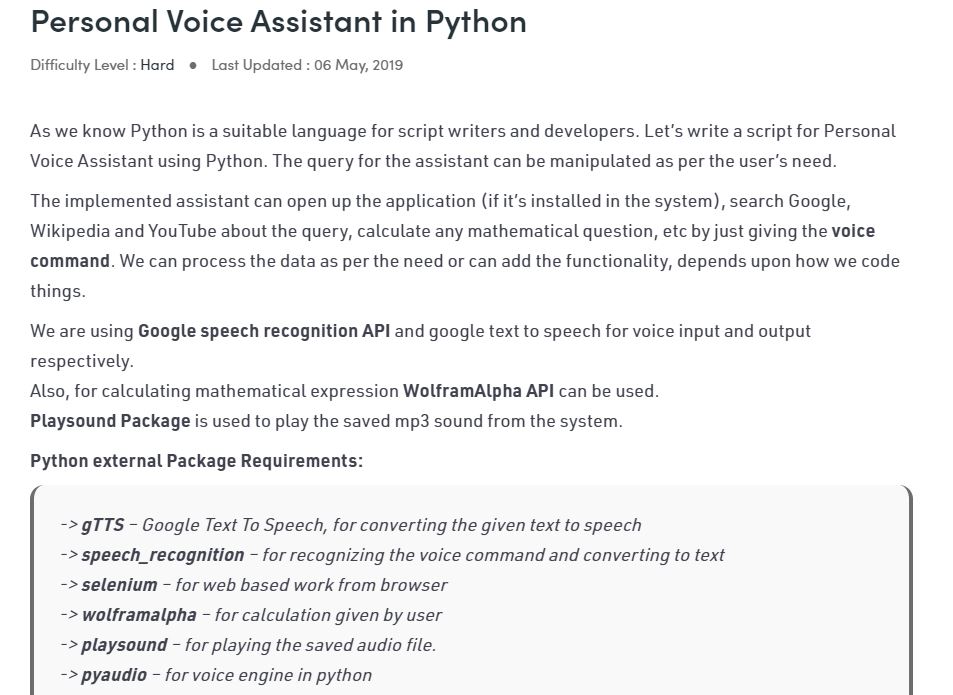 Personal Voice Assistant in Python
Difficulty Level : Hard ● Last Updated : 06 May, 2019
As we know Python is a suitable language for script writers and developers. Let’s write a script for Personal
Voice Assistant using Python. The query for the assistant can be manipulated as per the user’s need.
The implemented assistant can open up the application (if it’s installed in the system), search Google,
Wikipedia and YouTube about the query, calculate any mathematical question, etc by just giving the voice
command. We can process the data as per the need or can add the functionality, depends upon how we code
things.
We are using Google speech recognition API and google text to speech for voice input and output
respectively.
Also, for calculating mathematical expression WolframAlpha API can be used.
Playsound Package is used to play the saved mp3 sound from the system.
Python external Package Requirements:
-> gTTS – Google Text To Speech, for converting the given text to speech
-> speech_recognition – for recognizing the voice command and converting to text
-> selenium – for web based work from browser
-> wolframalpha – for calculation given by user
-> playsound – for playing the saved audio file.
-> pyaudio – for voice engine in python